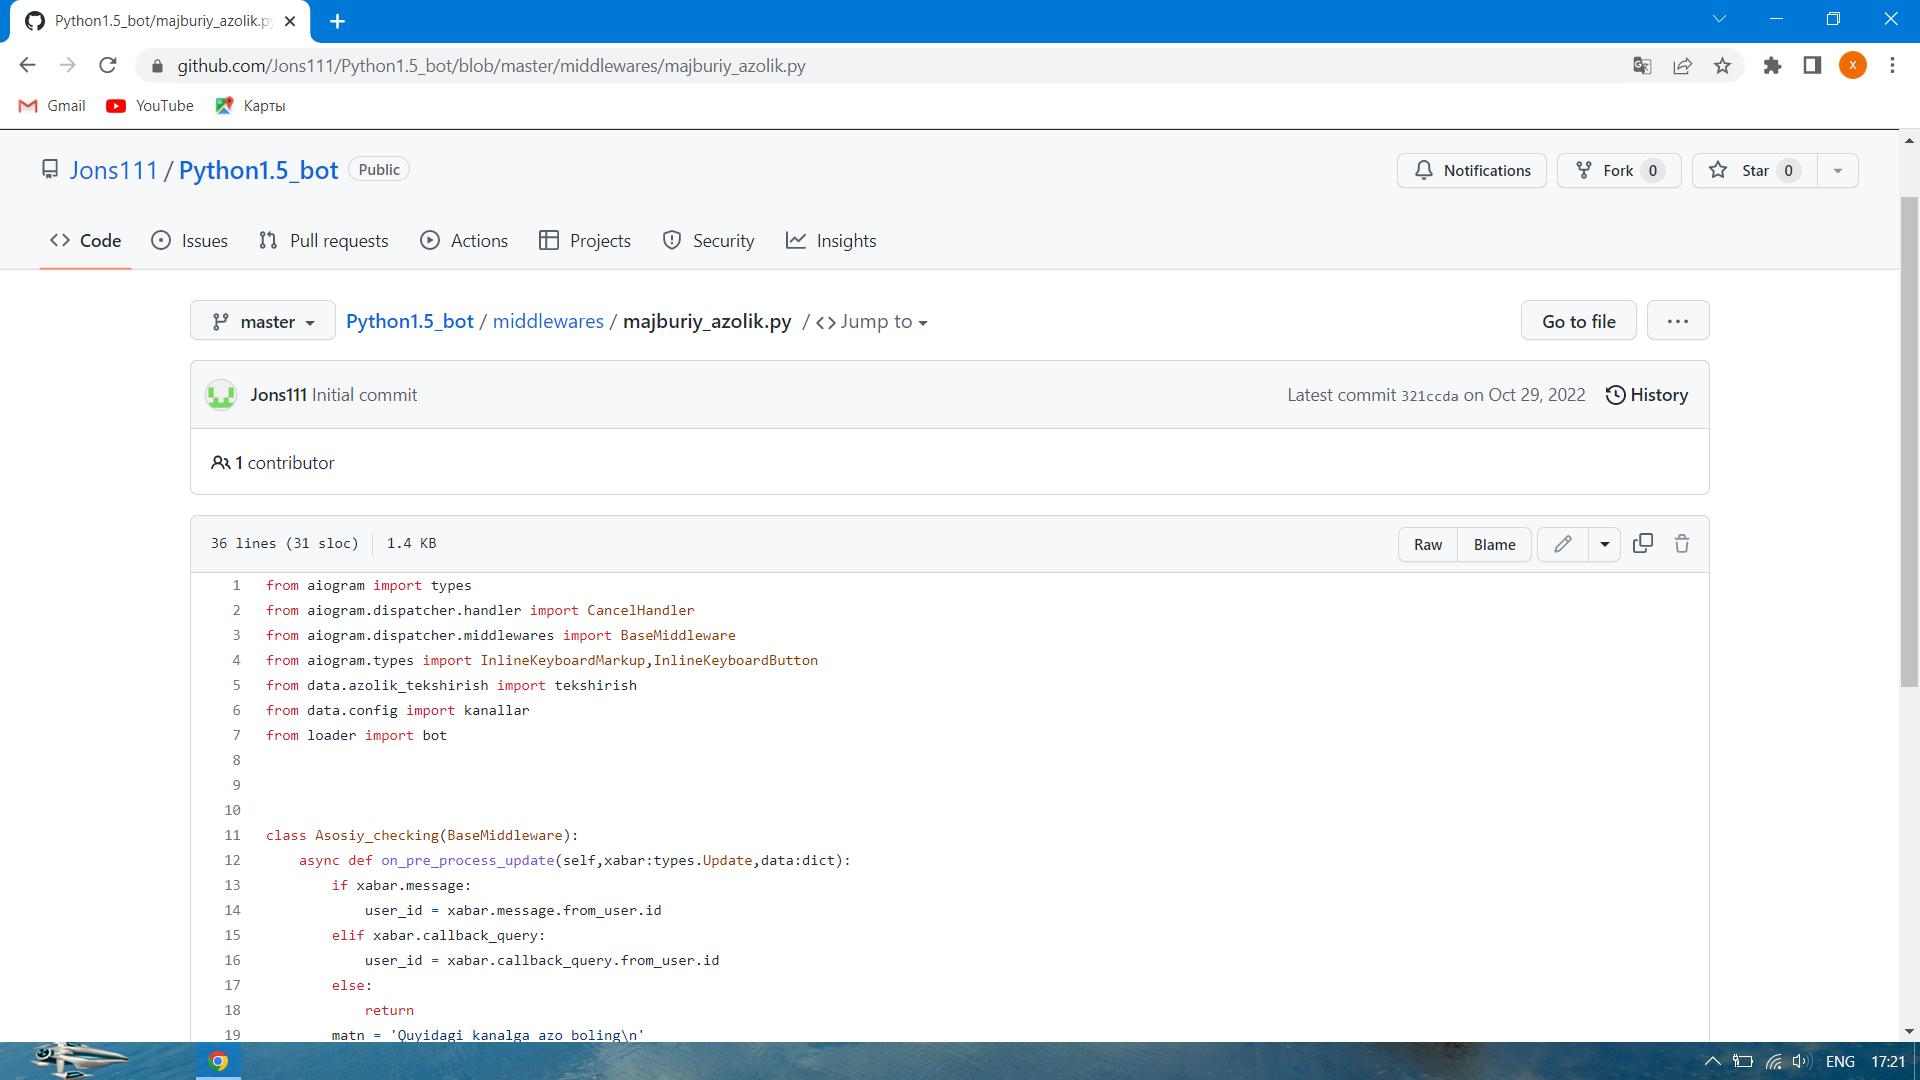 Python1.5_bot/majburiy_azolik.py
github.com/Jons111/Python1.5_bot/blob/master/middlewares/majburiy_azolik.py
x
Gmail YouTube Карты
Jons111 / Python1.5_bot Public
Notifications Fork 0 Star 0
Code Issues Pull requests Actions Projects Security Insights
master Python1.5_bot / middlewares / majburiy_azolik.py / <> Jump to
Go to file ...
Jons111 Initial commit
Latest commit 321ccda on Oct 29, 2022 History
1 contributor
36 lines (31 sloc) 1.4 KB
Raw Blame
1 from aiogram import types
2 from aiogram.dispatcher.handler import CancelHandler
3 from aiogram.dispatcher.middlewares import BaseMiddleware
4 from aiogram.types import InlineKeyboardMarkup,InlineKeyboardButton
5 from data.azolik_tekshirish import tekshirish
6 from data.config import kanallar
7 from loader import bot
8
9
10
11 class Asosiy_checking(BaseMiddleware):
12 async def on_pre_process_update(self,xabar:types.Update,data:dict):
13 if xabar.message:
14 user_id = xabar.message.from_user.id
15 elif xabar.callback_query:
16 user_id = xabar.callback_query.from_user.id
17 else:
18 return
19 matn = 'Quyidagi kanalga azo boling\n'
ENG 17:21